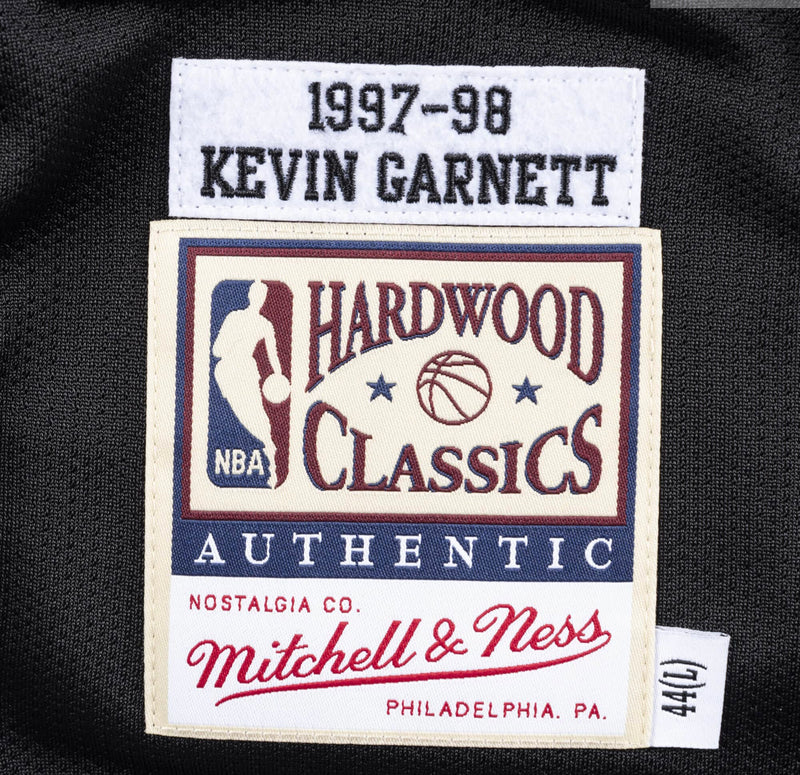 1997-98
KEVIN GARNETT
NBA
HARDWOOD
CLASSICS
AUTHENTIC
NOSTALGIA CO.
Mitchell & Ness
PHILADELPHIA. PA.
44(L)